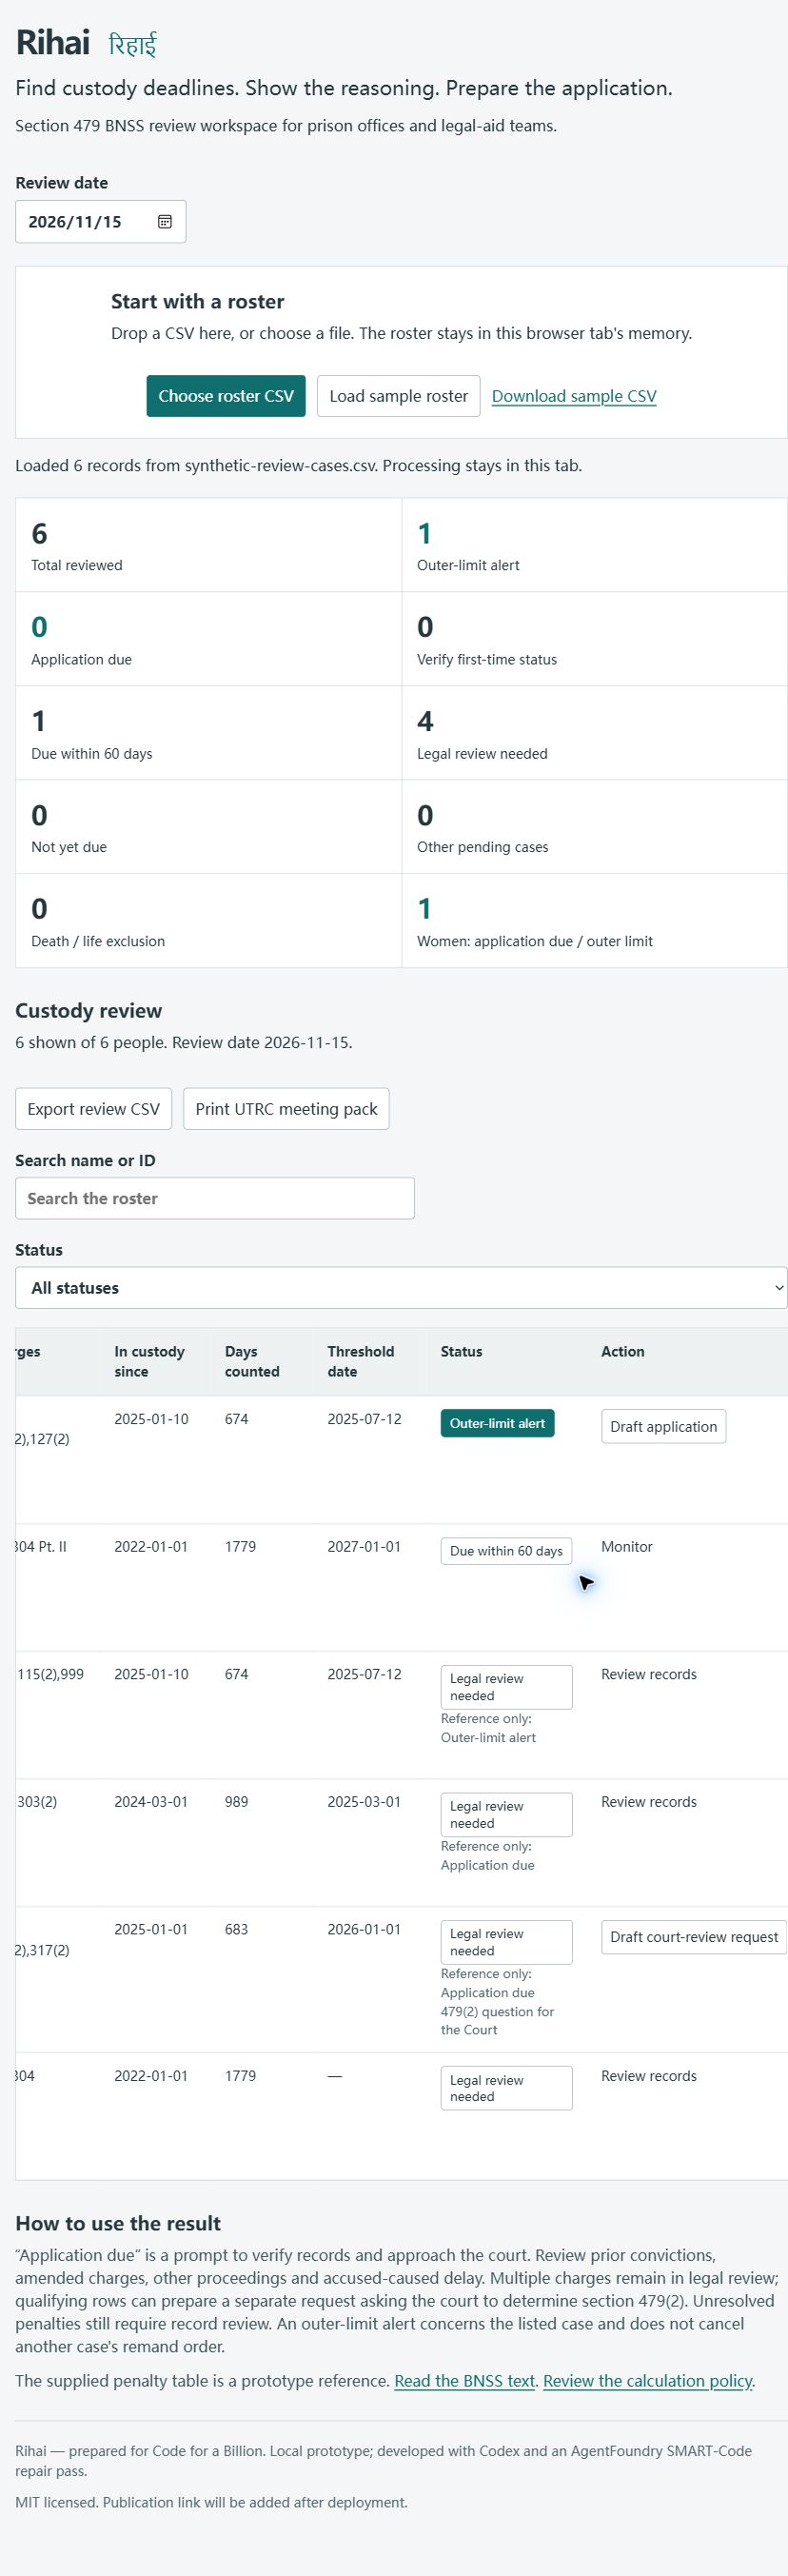 Rihai रिहाई
Find custody deadlines. Show the reasoning. Prepare the application.
Section 479 BNSS review workspace for prison offices and legal-aid teams.
Review date
2026/11/15
Start with a roster
Drop a CSV here, or choose a file. The roster stays in this browser tab's memory.
Choose roster CSV Load sample roster Download sample CSV
Loaded 6 records from synthetic-review-cases.csv. Processing stays in this tab.
6 1
Total reviewed Outer-limit alert
0 0
Application due Verify first-time status
1 4
Due within 60 days Legal review needed
0 0
Not yet due Other pending cases
0 1
Death / life exclusion Women: application due / outer limit
Custody review
6 shown of 6 people. Review date 2026-11-15.
Export review CSV Print UTRC meeting pack
Search name or ID
Search the roster
Status
All statuses
rges In custody Days Threshold Status Action
since counted date
2025-01-10 674 2025-07-12 Outer-limit alert Draft application
2),127(2)
304 Pt. II 2022-01-01 1779 2027-01-01 Due within 60 days Monitor
115(2),999 2025-01-10 674 2025-07-12 Legal review Review records
needed
Reference only:
Outer-limit alert
303(2) 2024-03-01 989 2025-03-01 Legal review Review records
needed
Reference only:
Application due
2025-01-01 683 2026-01-01 Legal review Draft court-review request
2),317(2) needed
Reference only:
Application due
479(2) question for
the Court
304 2022-01-01 1779 — Legal review Review records
needed
How to use the result
“Application due” is a prompt to verify records and approach the court. Review prior convictions,
amended charges, other proceedings and accused-caused delay. Multiple charges remain in legal review;
qualifying rows can prepare a separate request asking the court to determine section 479(2). Unresolved
penalties still require record review. An outer-limit alert concerns the listed case and does not cancel
another case's remand order.
The supplied penalty table is a prototype reference. Read the BNSS text. Review the calculation policy.
Rihai — prepared for Code for a Billion. Local prototype; developed with Codex and an AgentFoundry SMART-Code
repair pass.
MIT licensed. Publication link will be added after deployment.